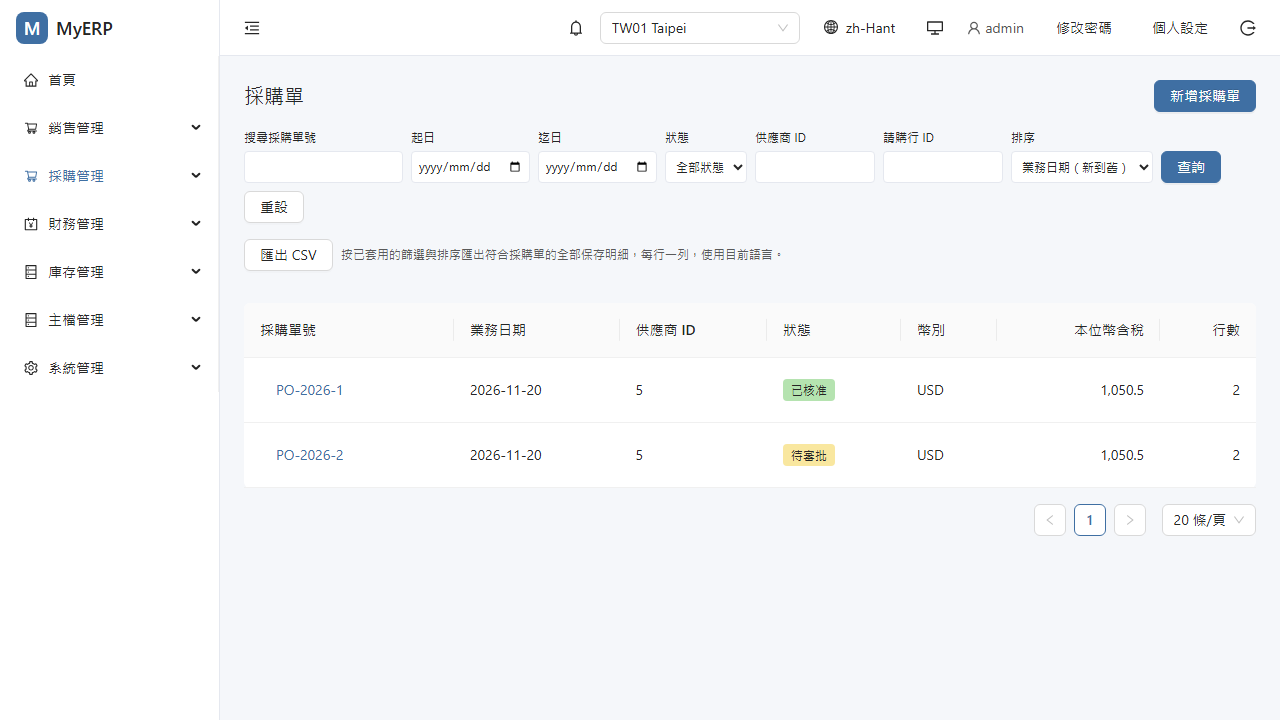 M MyERP
TW01 Taipei
zh-Hant
admin
修改密碼
個人設定
首頁
銷售管理
採購管理
財務管理
庫存管理
主檔管理
系統管理
採購單
新增採購單
搜尋採購單號 起日 迄日 狀態 供應商 ID 請購行 ID 排序
yyyy/mm/dd yyyy/mm/dd 全部狀態 業務日期（新到舊） 查詢
重設
匯出 CSV 按已套用的篩選與排序匯出符合採購單的全部保存明細，每行一列，使用目前語言。
採購單號 業務日期 供應商 ID 狀態 幣別 本位幣含稅 行數
PO-2026-1 2026-11-20 5 已核准 USD 1,050.5 2
PO-2026-2 2026-11-20 5 待審批 USD 1,050.5 2
< 1 > 20 條/頁